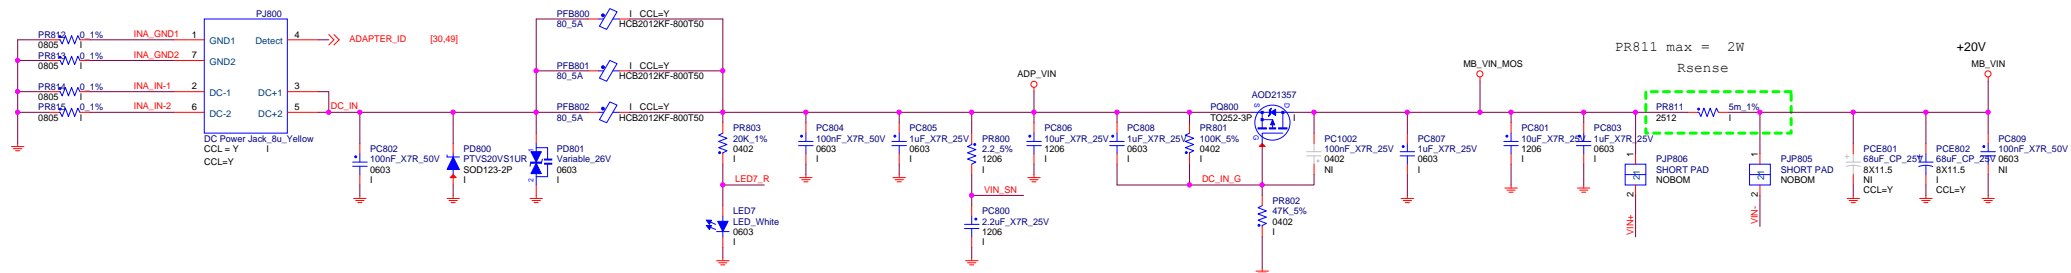 PJ800
PR812 0_1%
0805 I
INA_GND1 1 GND1
PR813 0_1%
0805 I
INA_GND2 7 GND2
PR814 0_1%
0805 I
INA_IN-1 2 DC-1
PR815 0_1%
0805 I
INA_IN-2 6 DC-2
Detect 4 ADAPTER_ID [30,49]
DC+1 3
DC+2 5 DC_IN
DC Power Jack_8u_Yellow
CCL = Y I
CCL=Y
PC802
100nF_X7R_50V
0603
I
PD800
PTVS20VS1UR
SOD123-2P
I
PD801
Variable_26V
0603
I
1
2
PFB800 I CCL=Y
80_5A HCB2012KF-800T50
PFB801 I CCL=Y
80_5A HCB2012KF-800T50
PFB802 I CCL=Y
80_5A HCB2012KF-800T50
PR803
20K_1%
0402
I
LED7_R
LED7
LED_White
0603
I
PC804
100nF_X7R_50V
0603
I
PC805
1uF_X7R_25V
0603
I
PR800
2.2_5%
1206
I
VIN_SN
PC800
2.2uF_X7R_25V
1206
I
ADP_VIN
PC806
10uF_X7R_25V
1206
I
PC808
1uF_X7R_25V
0603
I
PR801
100K_5%
0402
I
DC_IN_G
AOD21357
PQ800
TO252-3P
I
S
D
G
PR802
47K_5%
0402
I
PC1002
100nF_X7R_25V
0402
NI
PC807
1uF_X7R_25V
0603
I
MB_VIN_MOS
PC801
10uF_X7R_25V
1206
I
PC803
1uF_X7R_25V
0603
I
PR811 max = 2W
Rsense
PR811 5m_1%
2512 I
1
2
PJP806
SHORT PAD
NOBOM
VIN+
1
2
PJP805
SHORT PAD
NOBOM
VIN-
PCE801
68uF_CP_25V
8X11.5
NI
CCL=Y
PCE802
68uF_CP_25V
8X11.5
I
CCL=Y
+20V
MB_VIN
PC809
100nF_X7R_50V
0603
NI